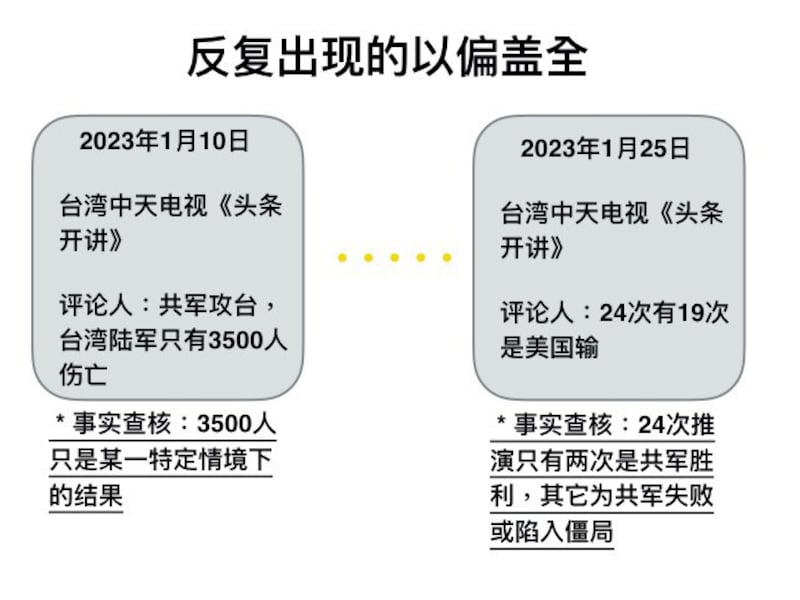 反复出现的以偏盖全
2023年1月10日
台湾中天电视《头条
开讲》
评论人：共军攻台，
台湾陆军只有3500人
伤亡
* 事实查核：3500人
只是某一特定情境下
的结果
2023年1月25日
台湾中天电视《头条
开讲》
评论人：24次有19次
是美国输
* 事实查核：24次推
演只有两次是共军胜
利，其它为共军失败
或陷入僵局